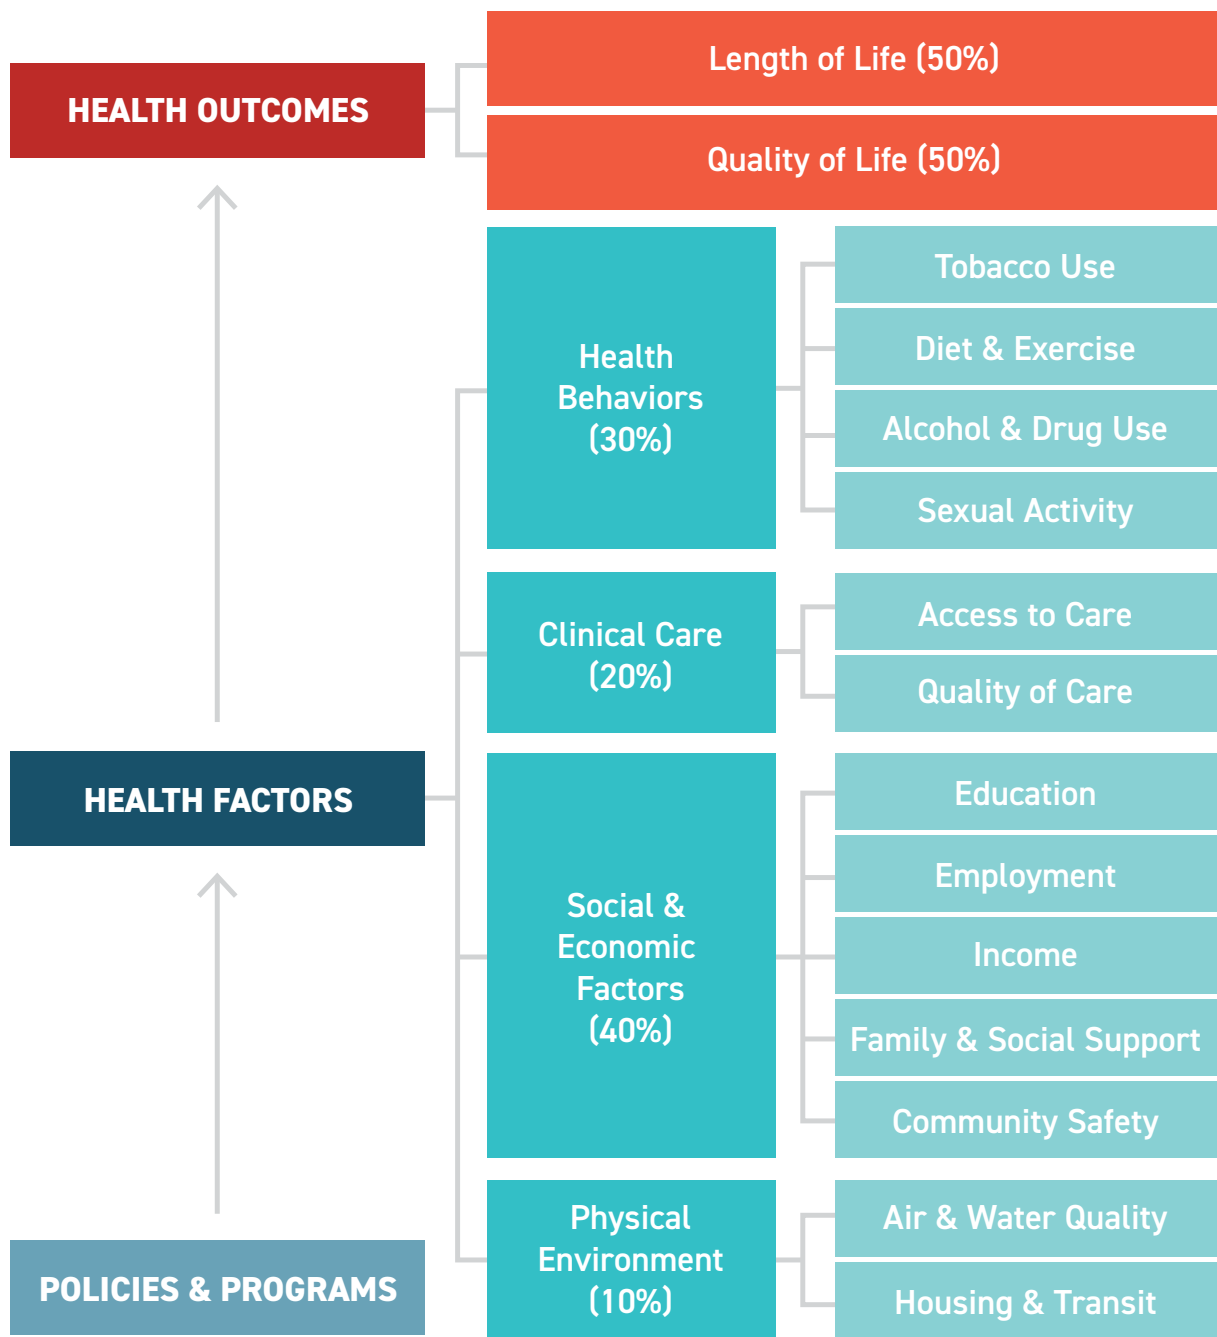 HEALTH OUTCOMES
Length of Life (50%)
Quality of Life (50%)
HEALTH FACTORS
Health
Behaviors
(30%)
Tobacco Use
Diet & Exercise
Alcohol & Drug Use
Sexual Activity
Clinical Care
(20%)
Access to Care
Quality of Care
Social &
Economic
Factors
(40%)
Education
Employment
Income
Family & Social Support
Community Safety
Physical
Environment
(10%)
Air & Water Quality
Housing & Transit
POLICIES & PROGRAMS